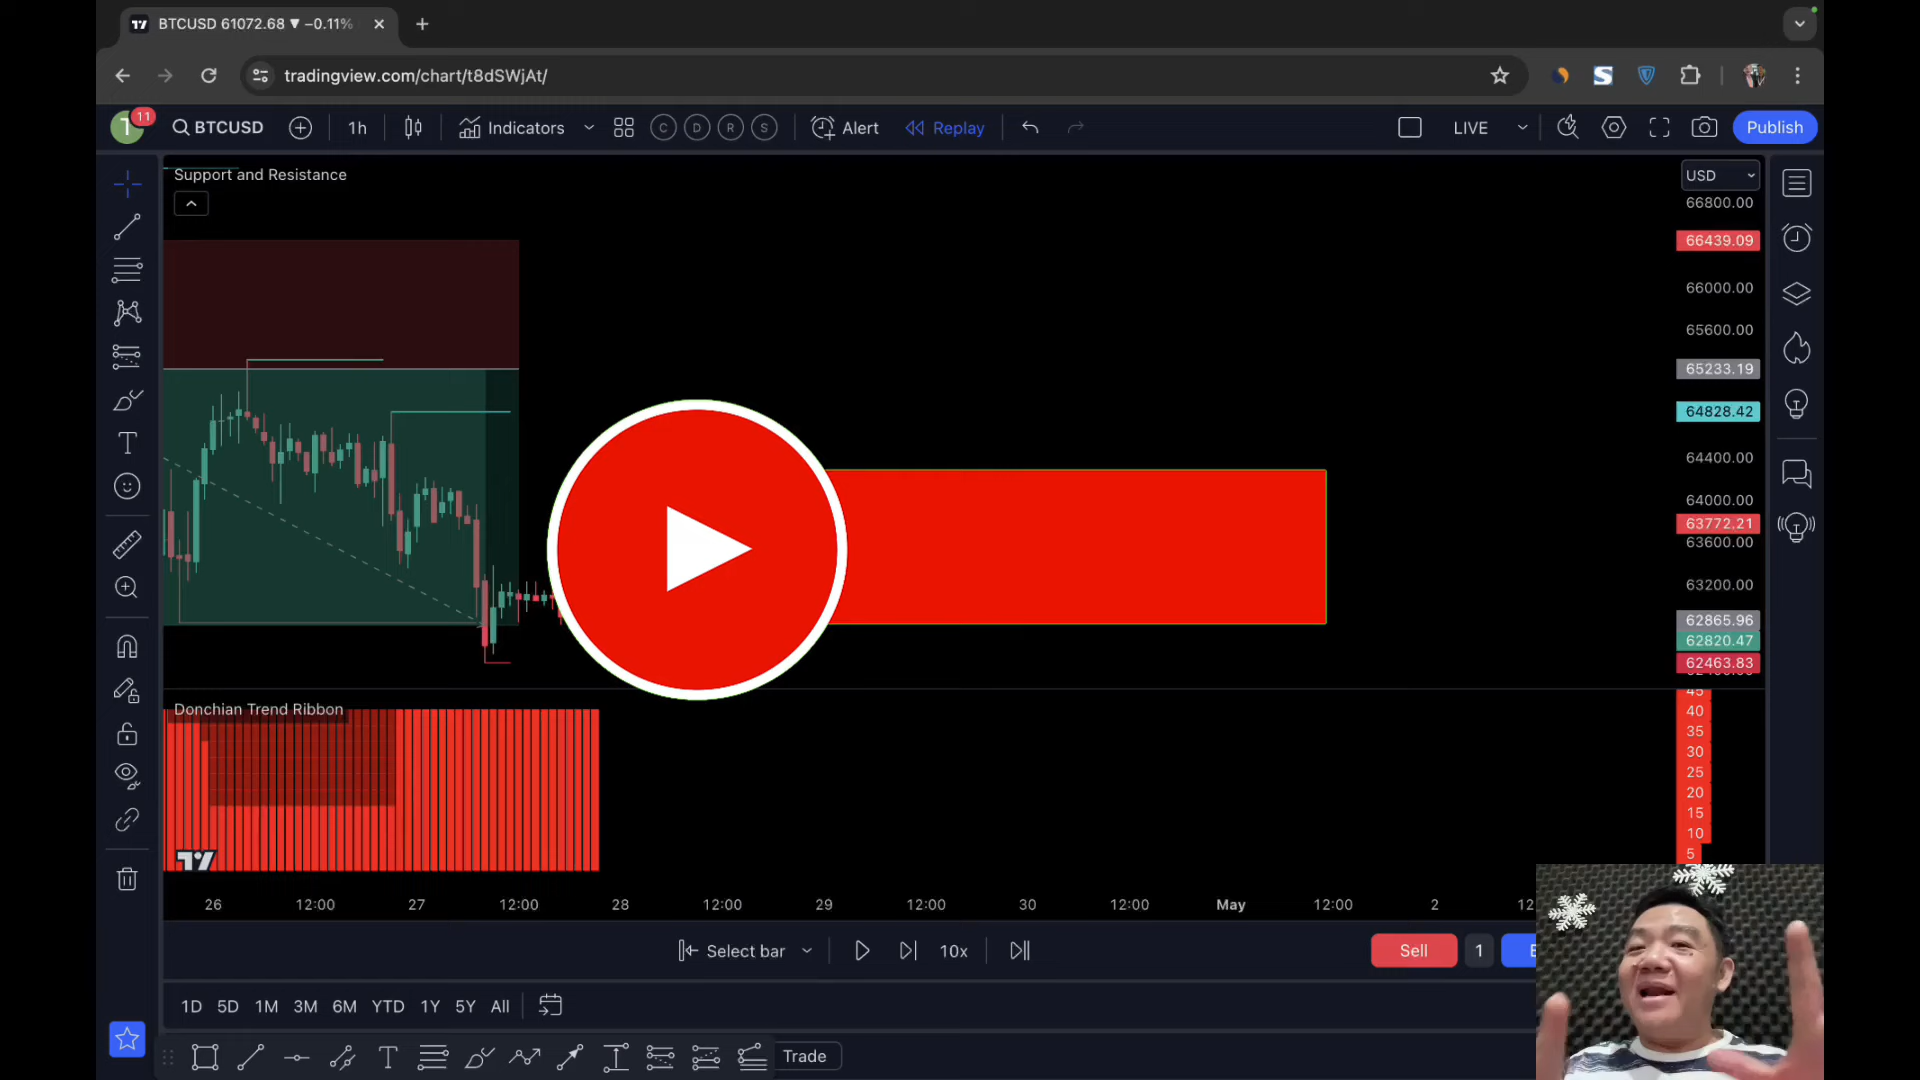 BTCUSD 61072.68 ▼ −0.11%
tradingview.com/chart/t8dSWjAt/
11
BTCUSD
1h
Indicators
C D R S
Alert
Replay
LIVE
Publish
Support and Resistance
USD
66800.00
66439.09
66000.00
65600.00
65233.19
64828.42
64400.00
64000.00
63772.21
63600.00
63200.00
62865.96
62820.47
62463.83
Donchian Trend Ribbon
45
40
35
30
25
20
15
10
5
26 12:00 27 12:00 28 12:00 29 12:00 30 12:00 May 12:00 2
Select bar
10x
Sell
1
1D 5D 1M 3M 6M YTD 1Y 5Y All
Trade